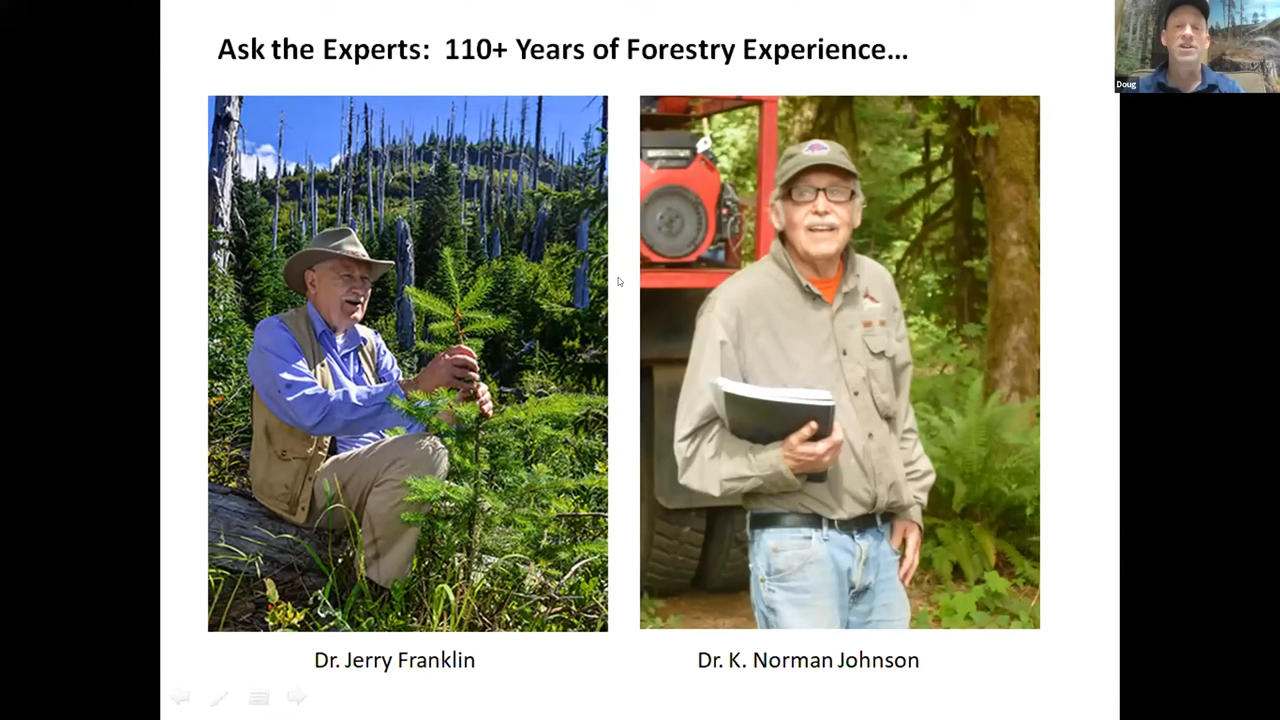 Ask the Experts:  110+ Years of Forestry Experience...
Doug
Dr. Jerry Franklin
Dr. K. Norman Johnson